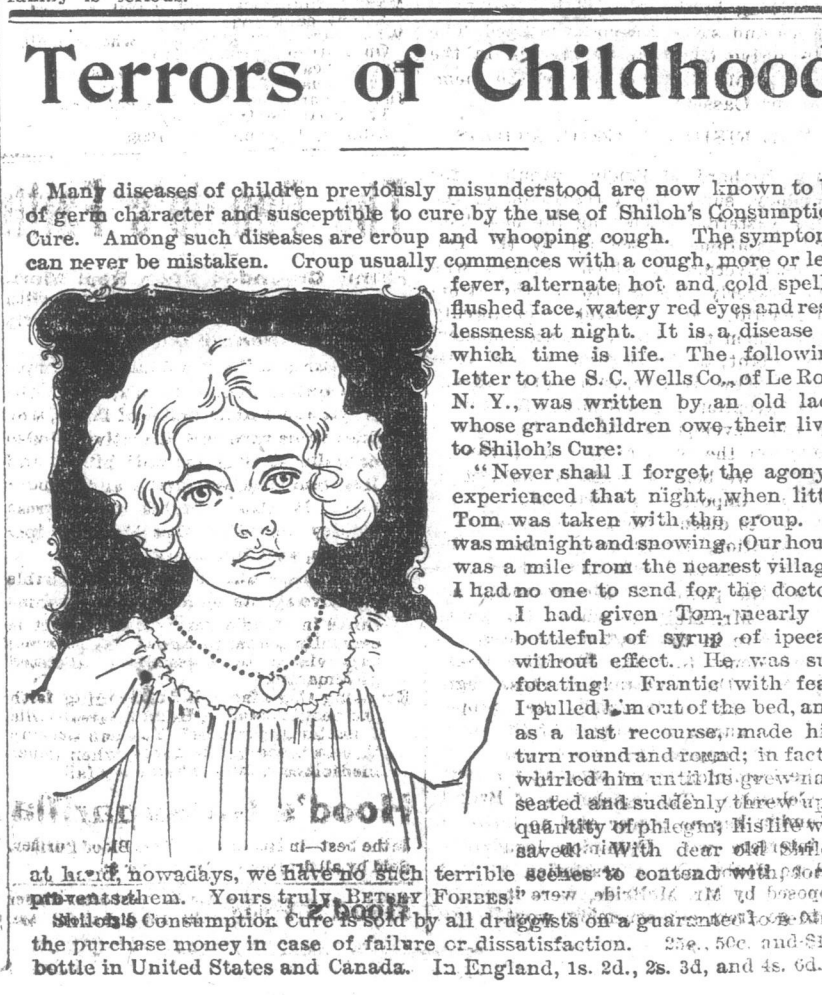 Terrors of Childhood
Many diseases of children previously misunderstood are now known to
of germ character and susceptible to cure by the use of Shiloh's Consumptio
Cure. Among such diseases are croup and whooping cough. The symptom
can never be mistaken. Croup usually commences with a cough, more or le
fever, alternate hot and cold spell
flushed face, watery red eyes and res
lessness at night. It is a disease
which time is life. The followin
letter to the S. C. Wells Co., of Le Ro
N. Y., was written by an old lad
whose grandchildren owe their liv
to Shiloh's Cure:
"Never shall I forget the agony
experienced that night, when litt
Tom was taken with the croup.
was midnight and snowing. Our hou
was a mile from the nearest villag
I had no one to send for the docto
I had given Tom nearly
bottleful of syrup of ipeca
without effect. He was su
focating! Frantic with fea
I pulled him out of the bed, an
as a last recourse, made hi
turn round and round; in fact
whirled him until he grew na
seated and suddenly threw up
quantity of phlegm; His life w
saved! With dear old Shil
at hand, nowadays, we have no such terrible scenes to contend with, for
prevents them. Yours truly, BETSEY FORBES."
Shiloh's Consumption Cure is sold by all druggists on a guarantee to
the purchase money in case of failure or dissatisfaction. 25c., 50c. and $1
bottle in United States and Canada. In England, 1s. 2d., 2s. 3d, and 4s. 6d.